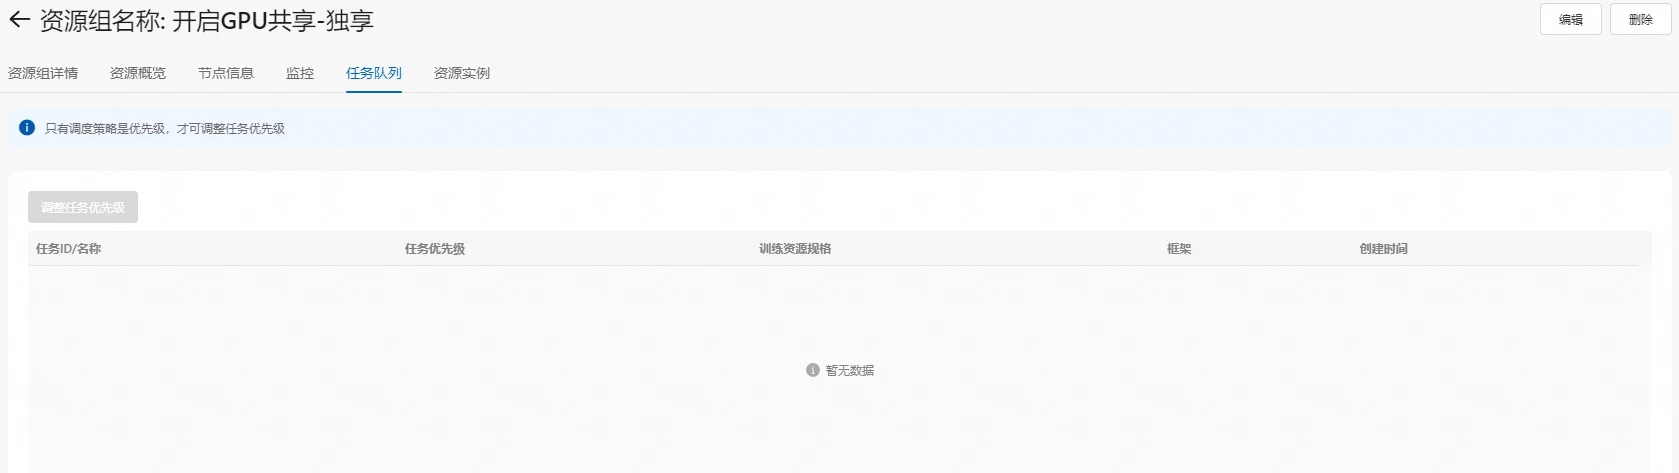 资源组名称: 开启GPU共享-独享
编辑
删除
资源组详情 资源概览 节点信息 监控 任务队列 资源实例
只有调度策略是优先级，才可调整任务优先级
调整任务优先级
任务ID/名称 任务优先级 训练资源规格 框架 创建时间
暂无数据